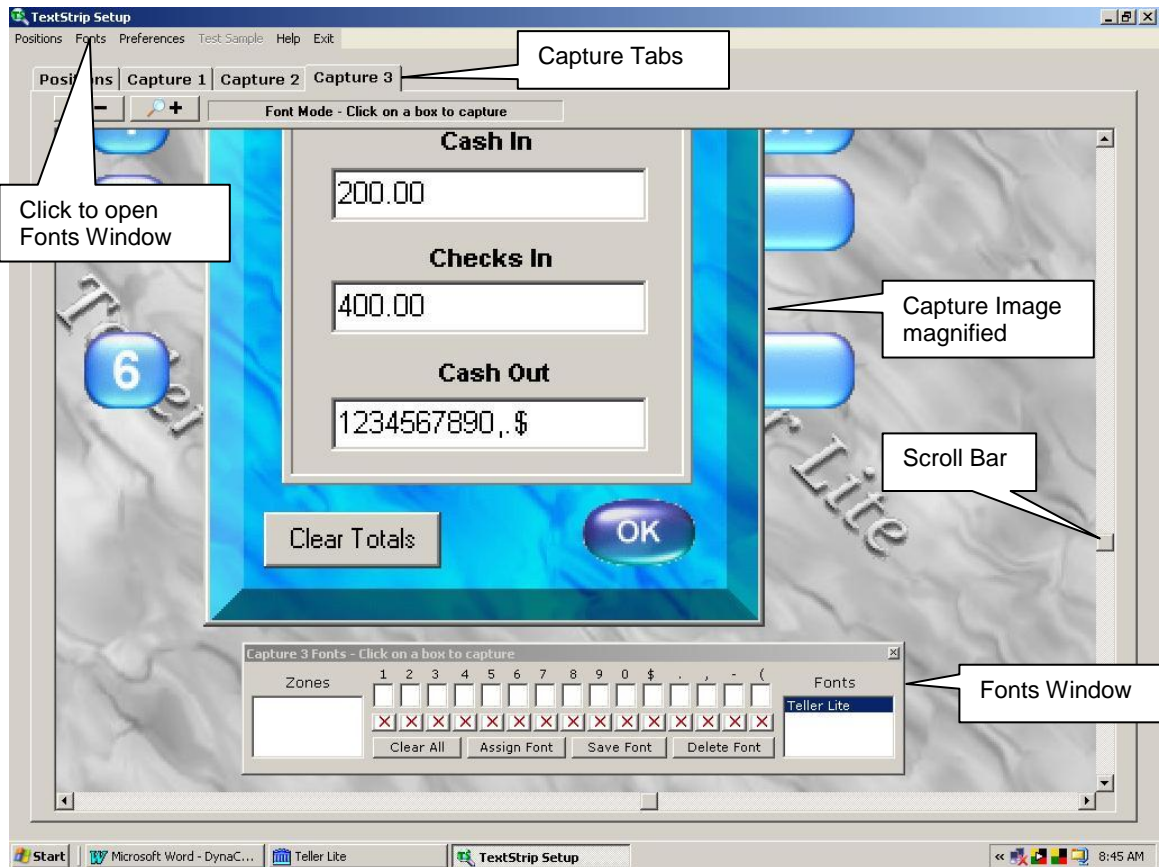 TextStrip Setup
Positions Fonts Preferences Test Sample Help Exit
Capture Tabs
Capture 1 Capture 2 Capture 3
- + Font Mode - Click on a box to capture
Cash In
200.00
Click to open
Fonts Window
Checks In
400.00
Capture Image
magnified
Cash Out
6
1234567890,.$
Scroll Bar
Lite
Clear Totals OK
Capture 3 Fonts - Click on a box to capture
Zones 1 2 3 4 5 6 7 8 9 0 $ . , - ( Fonts
Teller Lite
Clear All Assign Font Save Font Delete Font
Fonts Window
Start Microsoft Word - DynaC... Teller Lite TextStrip Setup « 8:45 AM